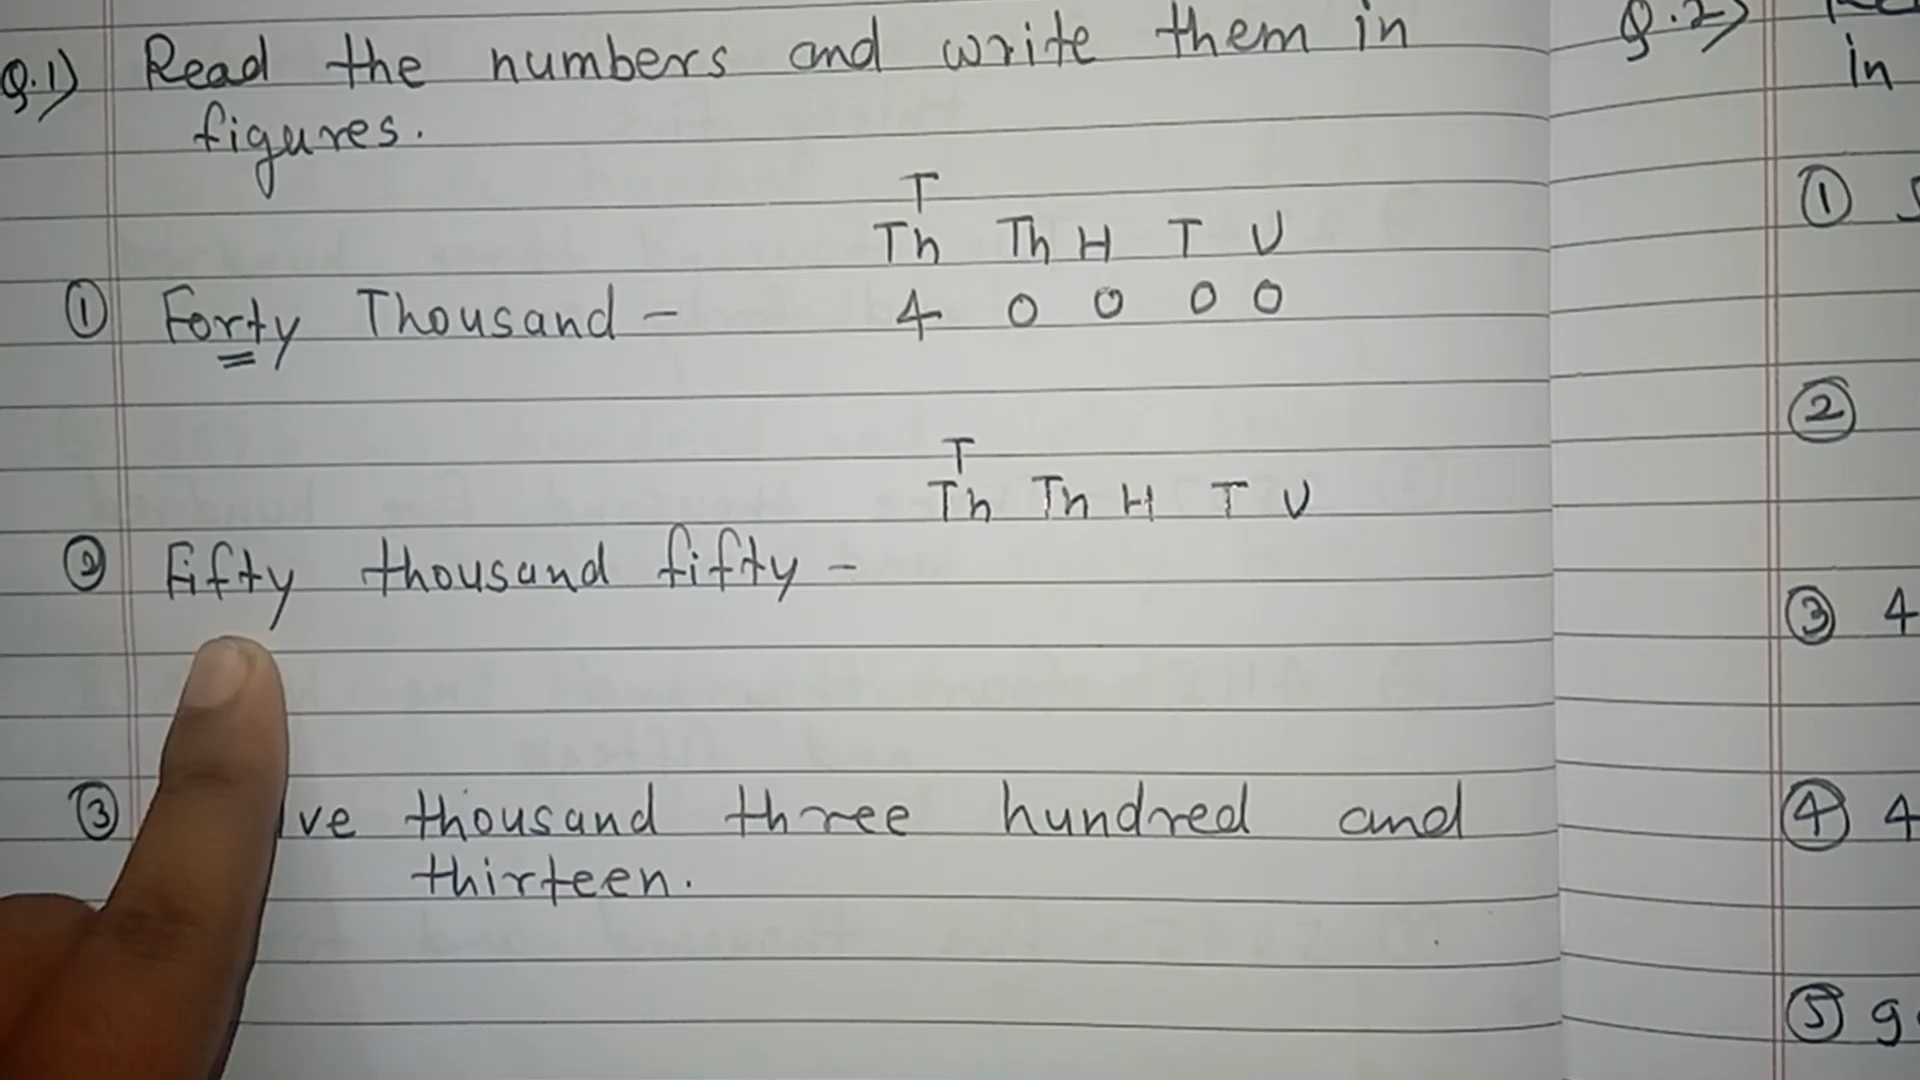 Q.1) Read the numbers and write them in
figures.
T
Th Th H T U
① Forty Thousand - 4 0 0 0 0
T
Th Th H T U
② Fifty thousand fifty -
③ thousand three hundred and
thirteen.
Q.2)
in
①
②
③ 4
④ 4
⑤ 9